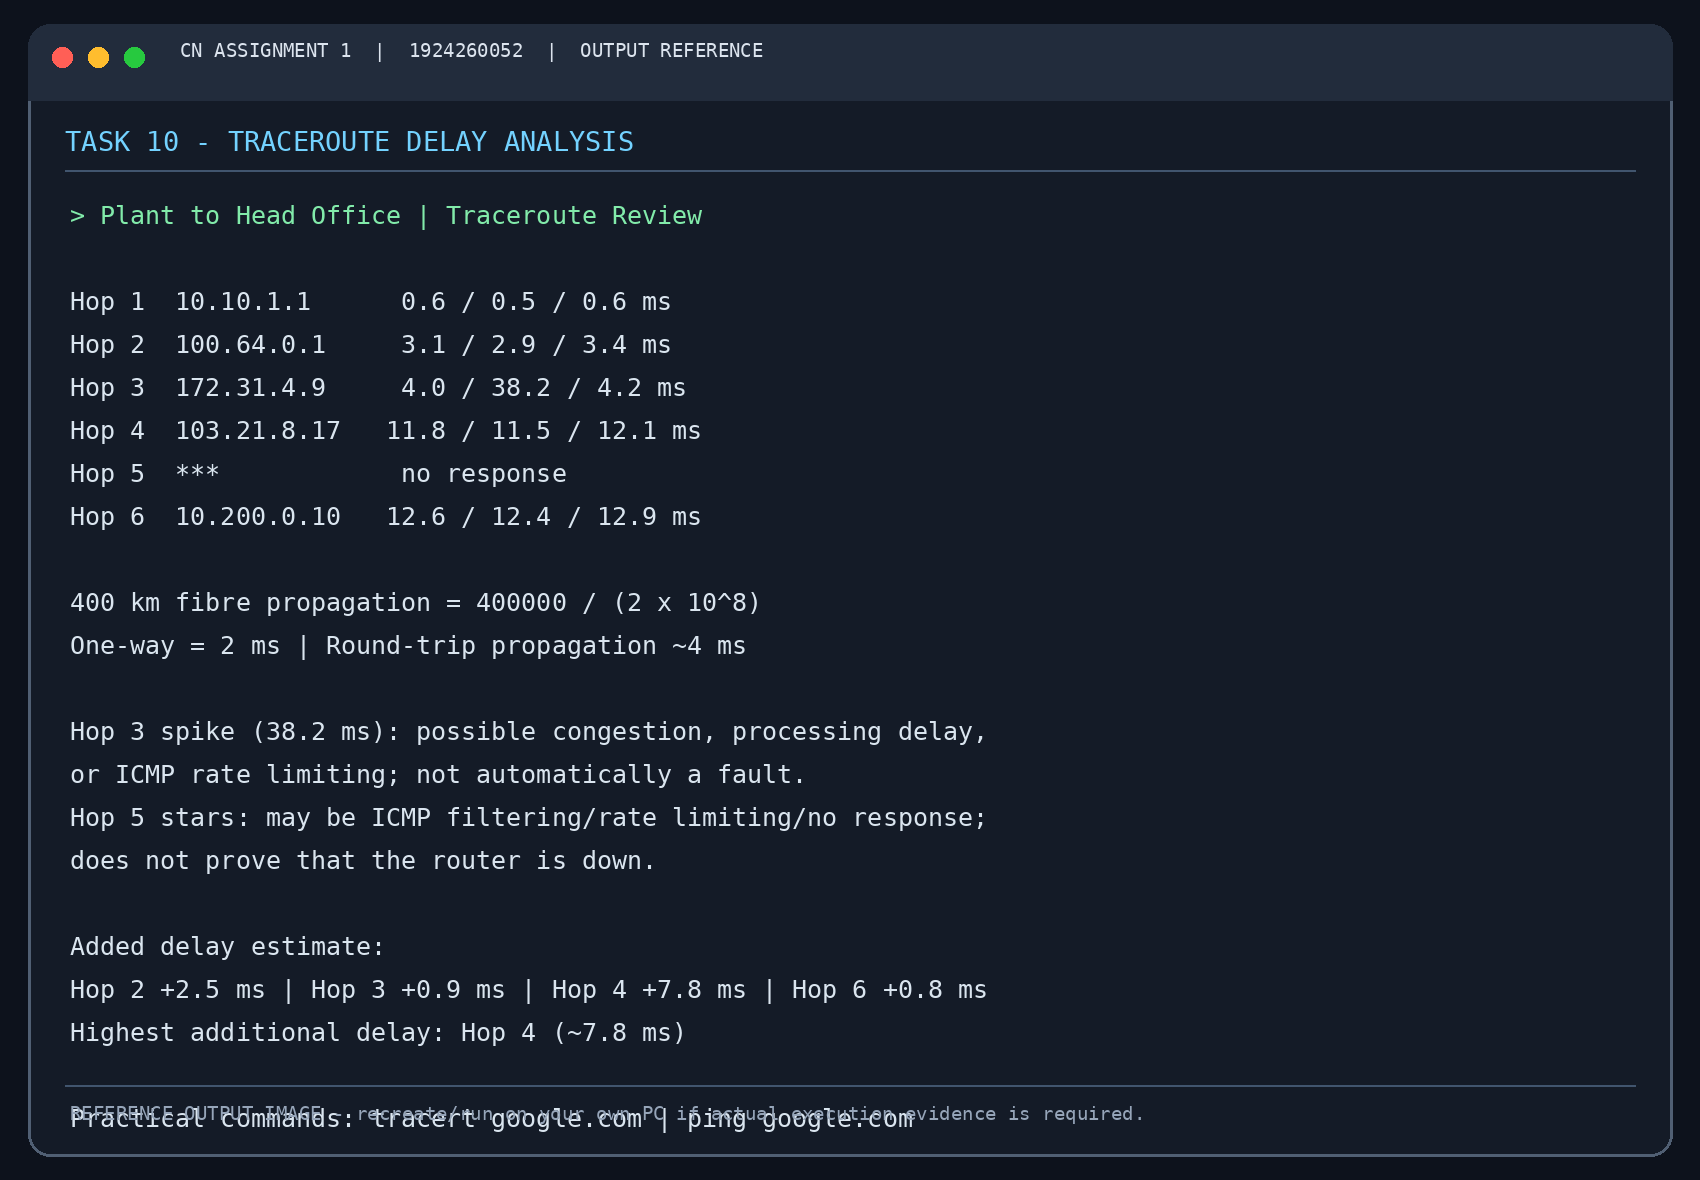 CN ASSIGNMENT 1 | 1924260052 | OUTPUT REFERENCE
TASK 10 - TRACEROUTE DELAY ANALYSIS
> Plant to Head Office | Traceroute Review
Hop 1 10.10.1.1 0.6 / 0.5 / 0.6 ms
Hop 2 100.64.0.1 3.1 / 2.9 / 3.4 ms
Hop 3 172.31.4.9 4.0 / 38.2 / 4.2 ms
Hop 4 103.21.8.17 11.8 / 11.5 / 12.1 ms
Hop 5 *** no response
Hop 6 10.200.0.10 12.6 / 12.4 / 12.9 ms
400 km fibre propagation = 400000 / (2 x 10^8)
One-way = 2 ms | Round-trip propagation ~4 ms
Hop 3 spike (38.2 ms): possible congestion, processing delay,
or ICMP rate limiting; not automatically a fault.
Hop 5 stars: may be ICMP filtering/rate limiting/no response;
does not prove that the router is down.
Added delay estimate:
Hop 2 +2.5 ms | Hop 3 +0.9 ms | Hop 4 +7.8 ms | Hop 6 +0.8 ms
Highest additional delay: Hop 4 (~7.8 ms)
REFERENCE OUTPUT IMAGE - recreate/run on your own PC if actual execution evidence is required.
Practical commands: tracert google.com | ping google.com